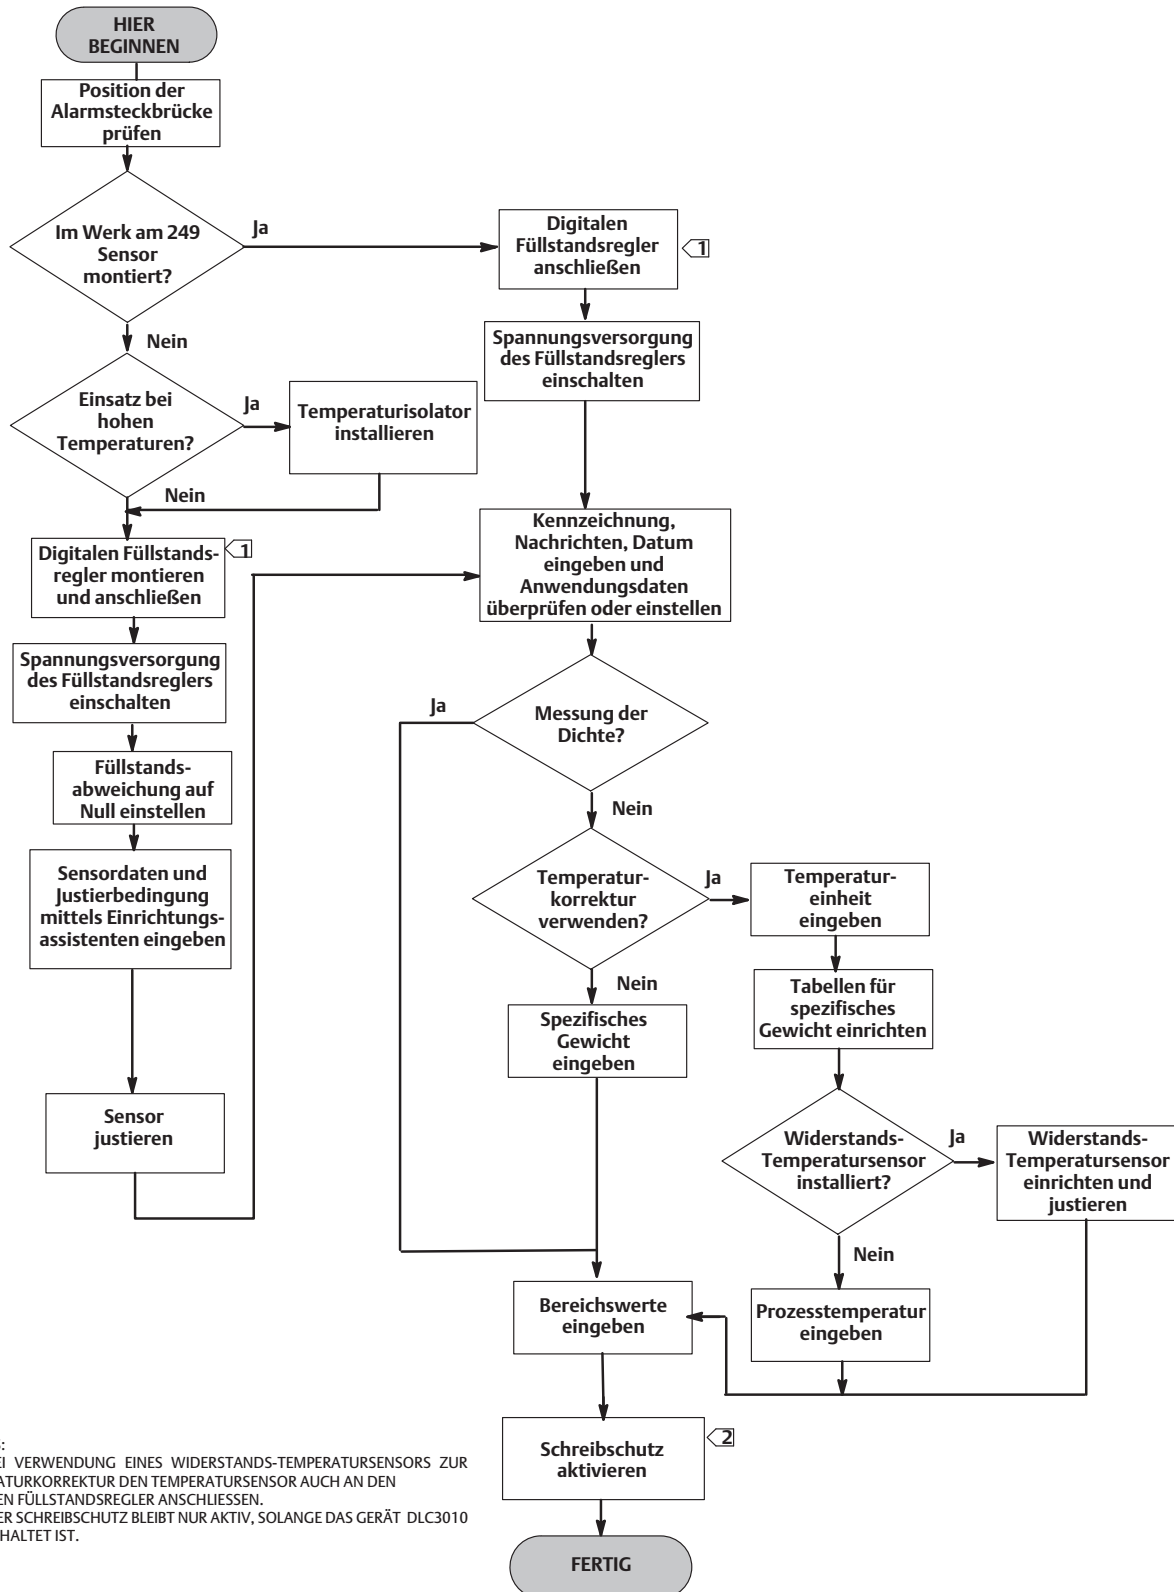 HIER
BEGINNEN
Position der
Alarmsteckbrücke
prüfen
Im Werk am 249
Sensor
montiert?
Ja
Nein
Digitalen
Füllstandsregler
anschließen
1
Spannungsversorgung
des Füllstandsreglers
einschalten
Einsatz bei
hohen
Temperaturen?
Ja
Nein
Temperaturisolator
installieren
Digitalen Füllstands-
regler montieren
und anschließen
1
Spannungsversorgung
des Füllstandsreglers
einschalten
Füllstands-
abweichung auf
Null einstellen
Sensordaten und
Justierbedingung
mittels Einrichtungs-
assistenten eingeben
Sensor
justieren
Kennzeichnung,
Nachrichten, Datum
eingeben und
Anwendungsdaten
überprüfen oder einstellen
Messung der
Dichte?
Ja
Nein
Temperatur-
korrektur
verwenden?
Ja
Nein
Temperatur-
einheit
eingeben
Tabellen für
spezifisches
Gewicht einrichten
Spezifisches
Gewicht
eingeben
Widerstands-
Temperatursensor
installiert?
Ja
Nein
Widerstands-
Temperatursensor
einrichten und
justieren
Prozesstemperatur
eingeben
Bereichswerte
eingeben
Schreibschutz
aktivieren
2
FERTIG
:
EI VERWENDUNG EINES WIDERSTANDS-TEMPERATURSENSORS ZUR
ATURKORREKTUR DEN TEMPERATURSENSOR AUCH AN DEN
EN FÜLLSTANDSREGLER ANSCHLIESSEN.
ER SCHREIBSCHUTZ BLEIBT NUR AKTIV, SOLANGE DAS GERÄT DLC3010
HALTET IST.